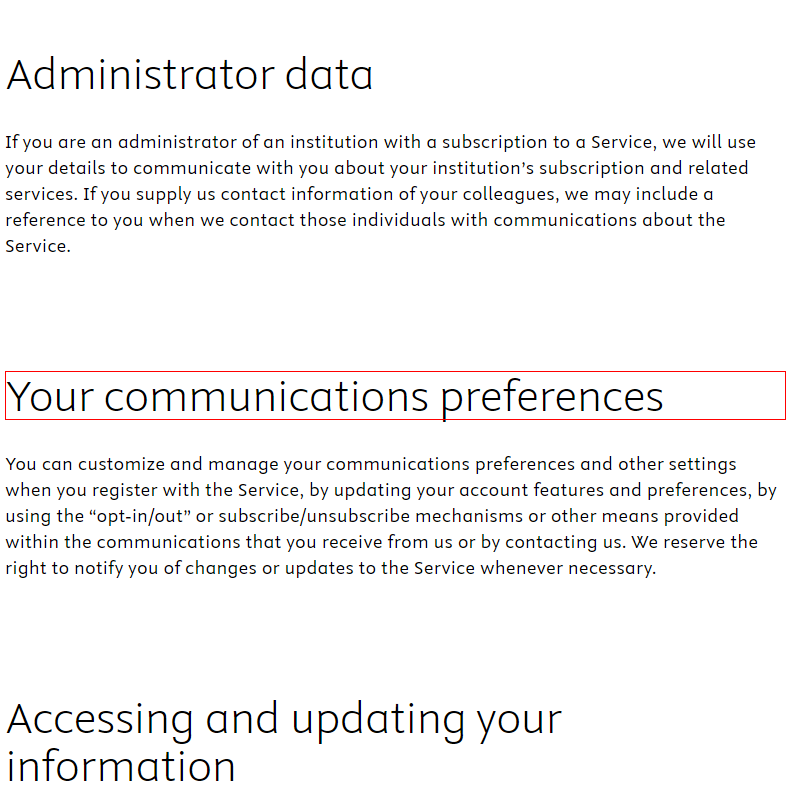 Administrator data
If you are an administrator of an institution with a subscription to a Service, we will use
your details to communicate with you about your institution’s subscription and related
services. If you supply us contact information of your colleagues, we may include a
reference to you when we contact those individuals with communications about the
Service.
Your communications preferences
You can customize and manage your communications preferences and other settings
when you register with the Service, by updating your account features and preferences, by
using the “opt-in/out” or subscribe/unsubscribe mechanisms or other means provided
within the communications that you receive from us or by contacting us. We reserve the
right to notify you of changes or updates to the Service whenever necessary.
Accessing and updating your
information